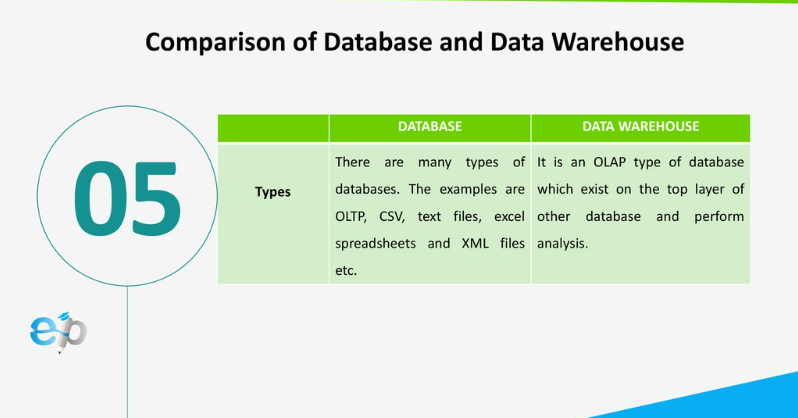 Comparison of Database and Data Warehouse
05
DATABASE
DATA WAREHOUSE
Types
There are many types of
databases. The examples are
OLTP, CSV, text files, excel
spreadsheets and XML files
etc.
It is an OLAP type of database
which exist on the top layer of
other database and perform
analysis.
ep